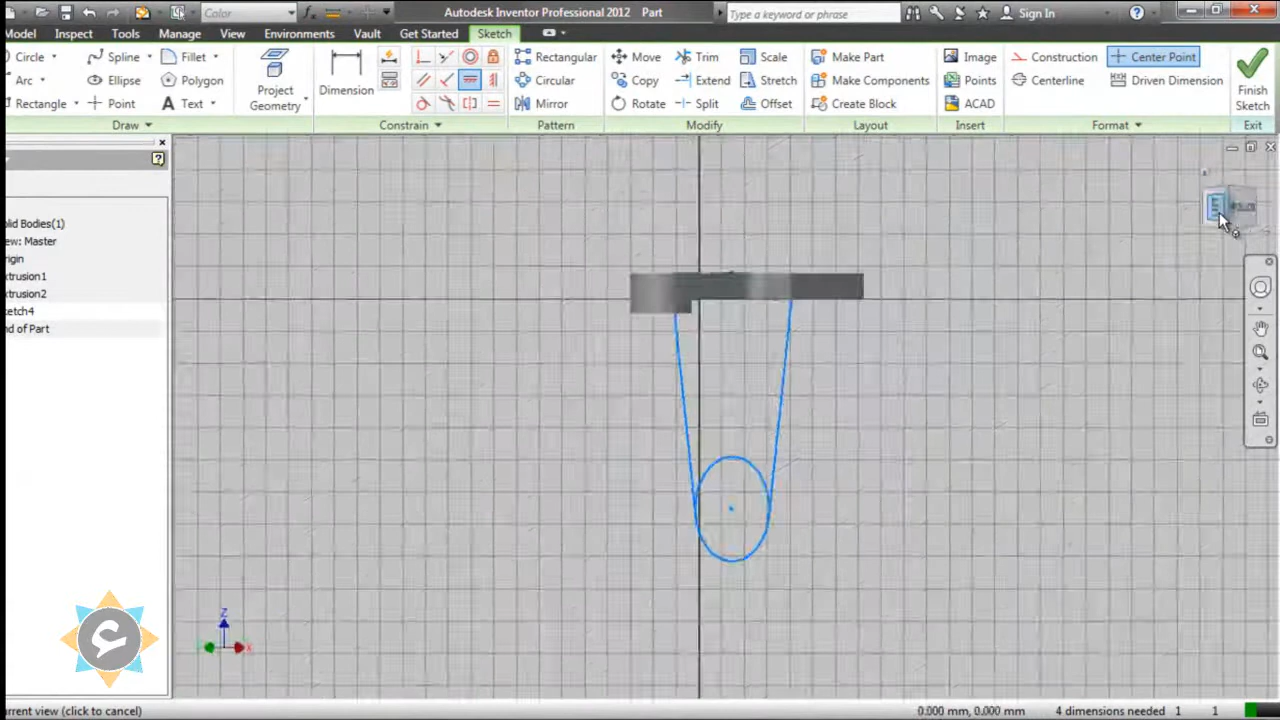 Color
Autodesk Inventor Professional 2012 Part
Type a keyword or phrase
Sign In
Model Inspect Tools Manage View Environments Vault Get Started Sketch
Circle Spline Fillet
Arc Ellipse Polygon
Rectangle Point Text
Draw
Project
Geometry
Dimension
Constrain
Rectangular
Circular
Mirror
Pattern
Move Trim Scale
Copy Extend Stretch
Rotate Split Offset
Modify
Make Part
Make Components
Create Block
Layout
Image
Points
ACAD
Insert
Construction Center Point
Centerline Driven Dimension
Format
Finish
Sketch
Exit
olid Bodies(1)
ew: Master
rigin
xtrusion1
xtrusion2
ketch4
nd of Part
Z
x
urrent view (click to cancel)
0.000 mm, 0.000 mm 4 dimensions needed 1 1